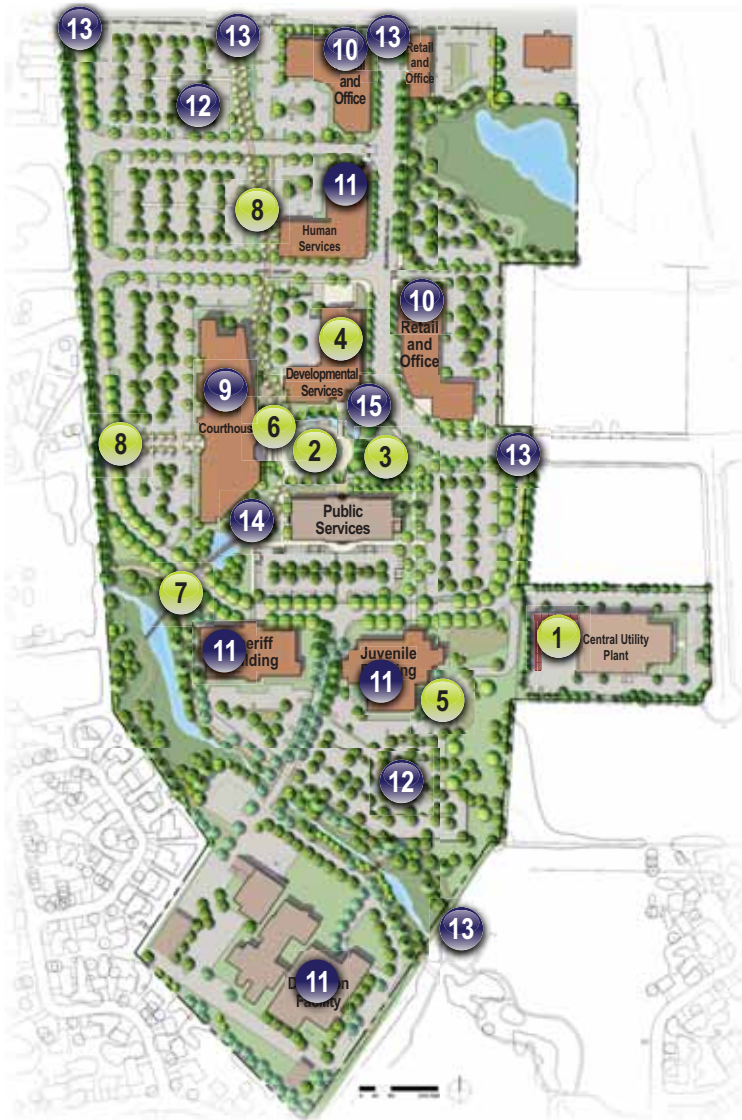 13
13
13
10
Retail
and
Office
and
Office
12
11
8
Human
Services
10
Retail
and
Office
4
Developmental
Services
9
15
6
Courthous
2
3
8
13
14
Public
Services
7
1
Central Utility
Plant
11
Juvenile
11
5
12
13
11
Facility